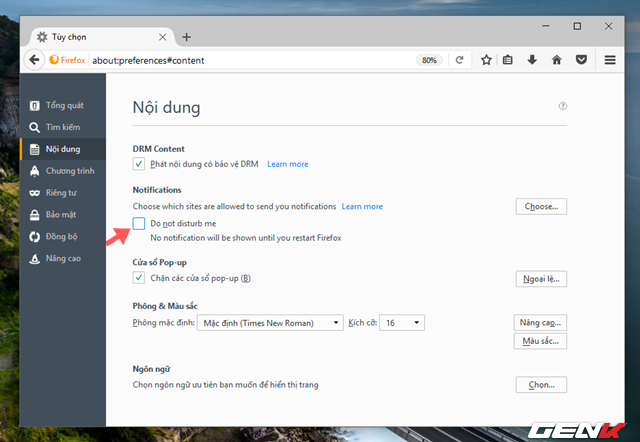 Tùy chọn
Firefox
about:preferences#content
80%
Tổng quát
Tìm kiếm
Nội dung
Chương trình
Riêng tư
Bảo mật
Đồng bộ
Nâng cao
Nội dung
DRM Content
Phát nội dung có bảo vệ DRM Learn more
Notifications
Choose which sites are allowed to send you notifications Learn more Choose...
Do not disturb me
No notification will be shown until you restart Firefox
Cửa sổ Pop-up
Chặn các cửa sổ pop-up (B) Ngoại lệ...
Phông & Màu sắc
Phông mặc định: Mặc định (Times New Roman) Kích cỡ: 16 Nâng cao...
Màu sắc...
Ngôn ngữ
Chọn ngôn ngữ ưu tiên bạn muốn để hiển thị trang Chọn...
GENK